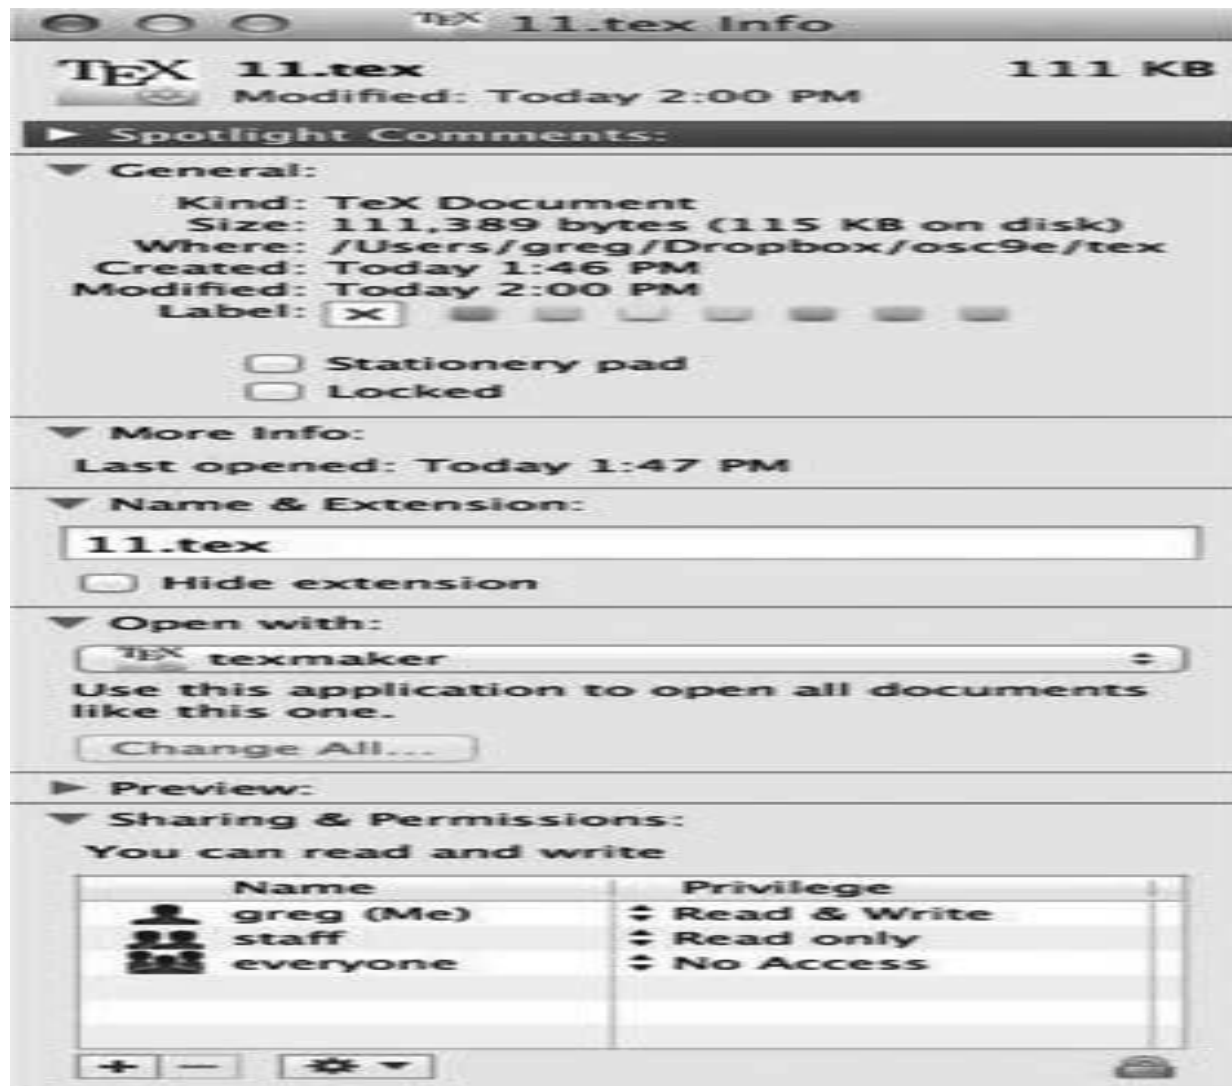 TEX 11.tex Info
TEX 11.tex 111 KB
Modified: Today 2:00 PM
Spotlight Comments:
General:
Kind: TeX Document
Size: 111,389 bytes (115 KB on disk)
Where: /Users/greg/Dropbox/osc9e/tex
Created: Today 1:46 PM
Modified: Today 2:00 PM
Label: ×
Stationery pad
Locked
More Info:
Last opened: Today 1:47 PM
Name & Extension:
11.tex
Hide extension
Open with:
TEX texmaker
Use this application to open all documents
like this one.
Change All...
Preview:
Sharing & Permissions:
You can read and write
Name Privilege
greg (Me) Read & Write
staff Read only
everyone No Access